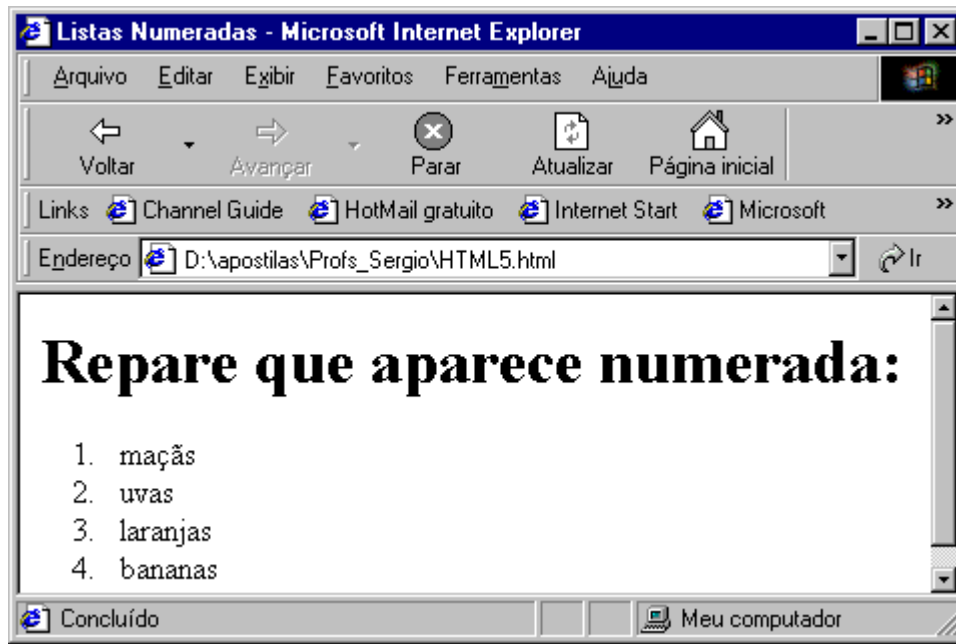 Listas Numeradas - Microsoft Internet Explorer
Arquivo Editar Exibir Favoritos Ferramentas Ajuda
Voltar Avançar Parar Atualizar Página inicial »
Links Channel Guide HotMail gratuito Internet Start Microsoft »
Endereço D:\apostilas\Profs_Sergio\HTML5.html Ir
Repare que aparece numerada:
1. maçãs
2. uvas
3. laranjas
4. bananas
Concluído Meu computador